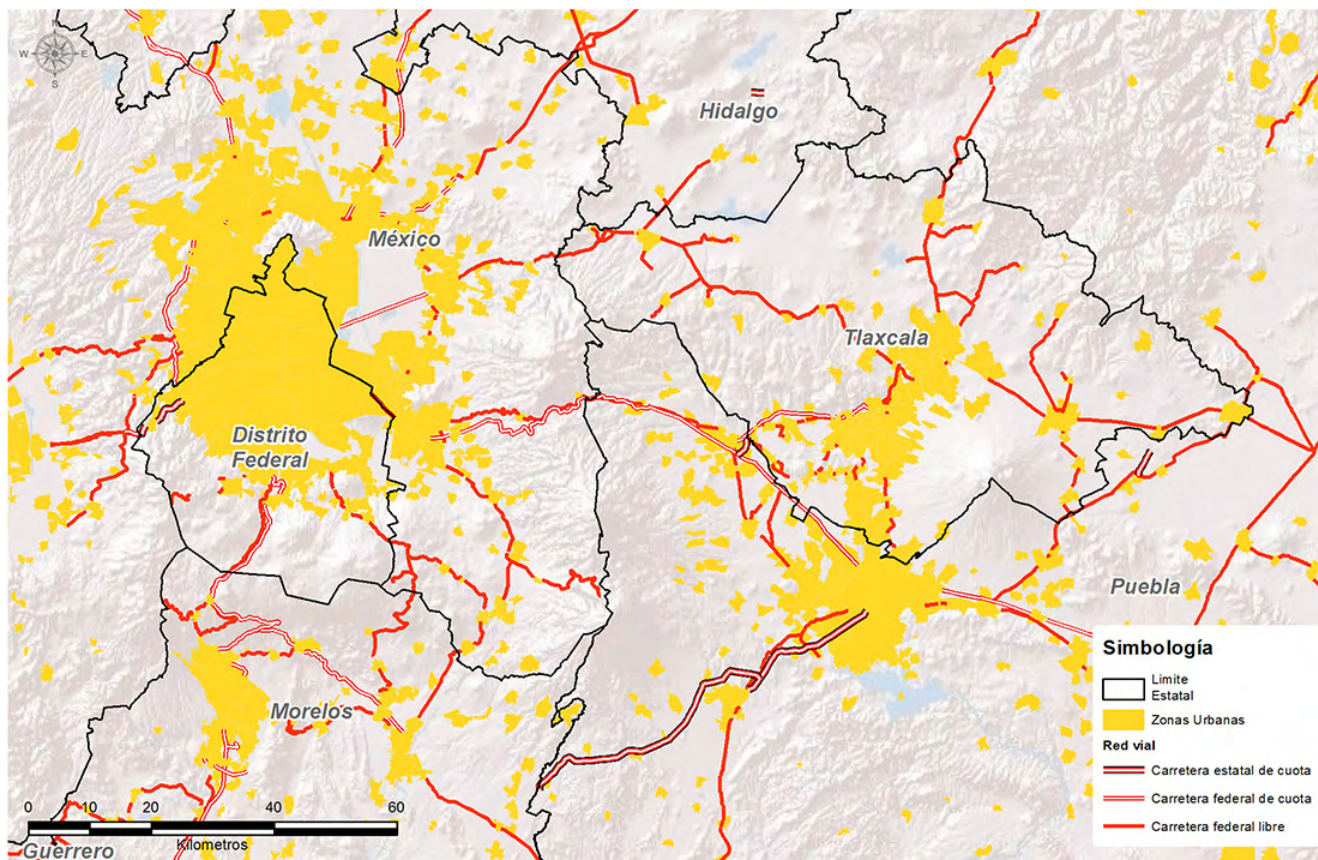 N
W E
S
Hidalgo
México
Tlaxcala
Distrito
Federal
Puebla
Morelos
Guerrero
0 10 20 40 60
Kilometros
Simbología
Limite
Estatal
Zonas Urbanas
Red vial
Carretera estatal de cuota
Carretera federal de cuota
Carretera federal libre